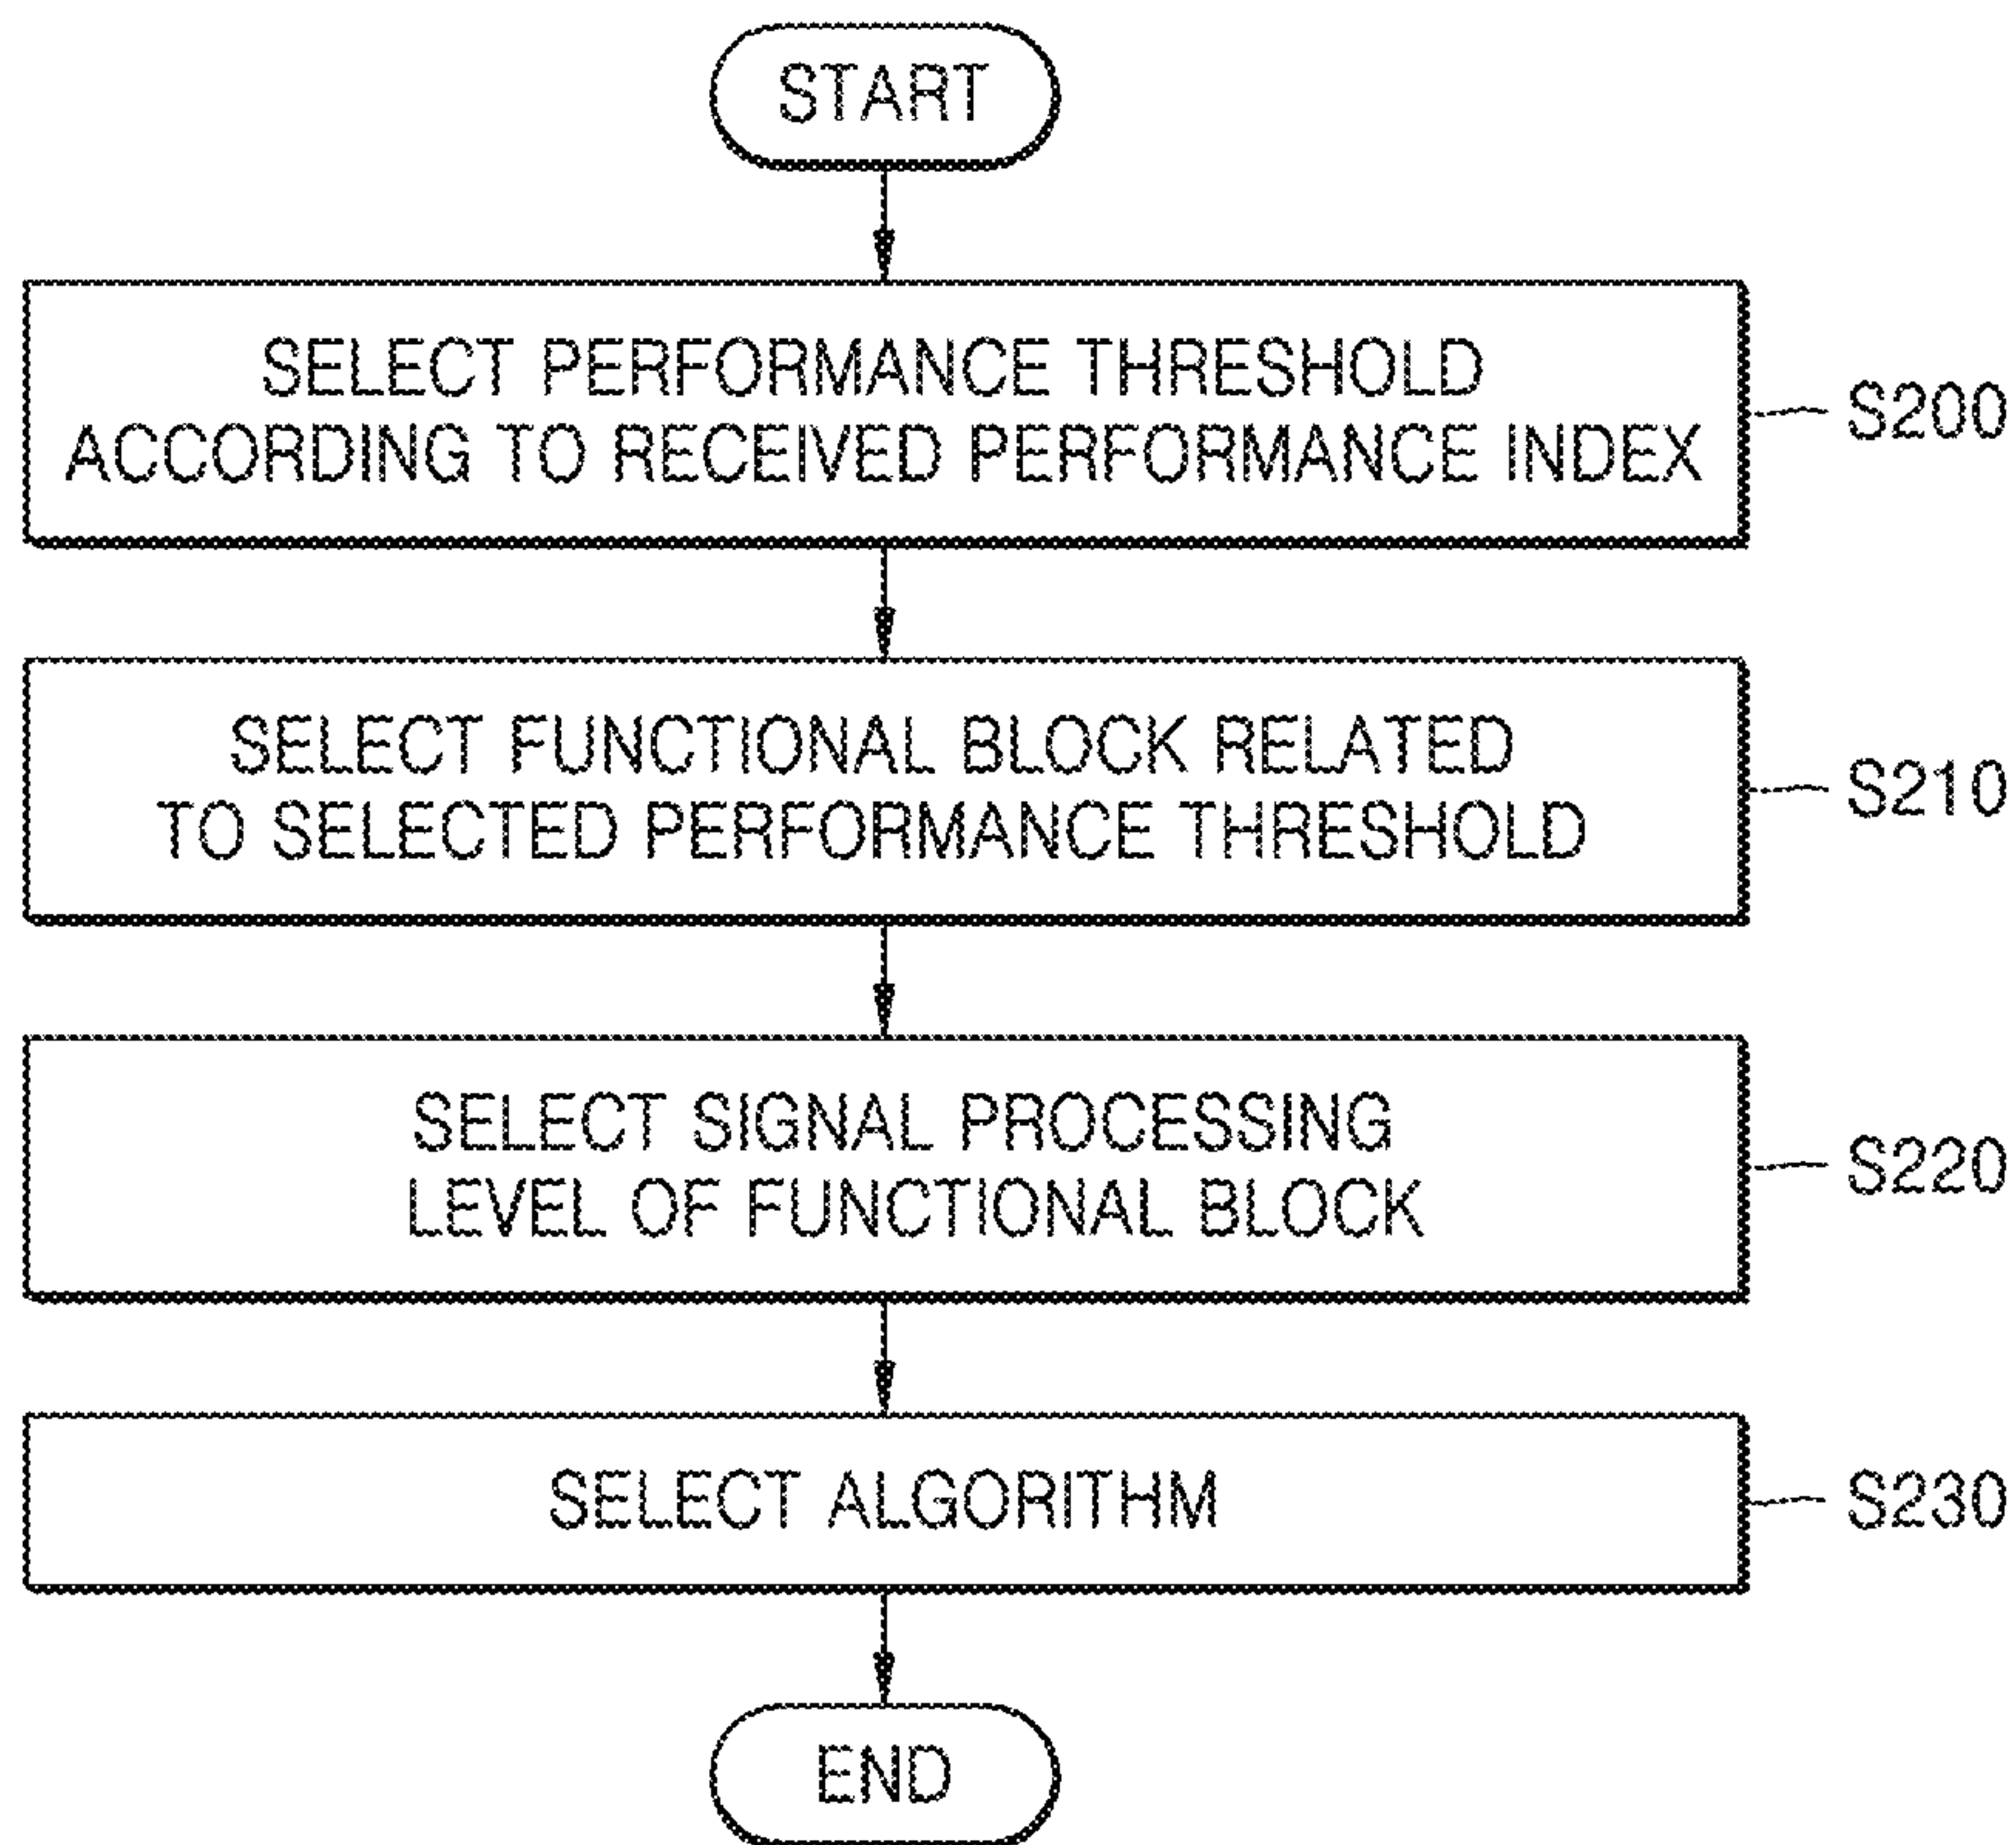 START
SELECT PERFORMANCE THRESHOLD
ACCORDING TO RECEIVED PERFORMANCE INDEX
S200
SELECT FUNCTIONAL BLOCK RELATED
TO SELECTED PERFORMANCE THRESHOLD
S210
SELECT SIGNAL PROCESSING
LEVEL OF FUNCTIONAL BLOCK
S220
SELECT ALGORITHM
S230
END